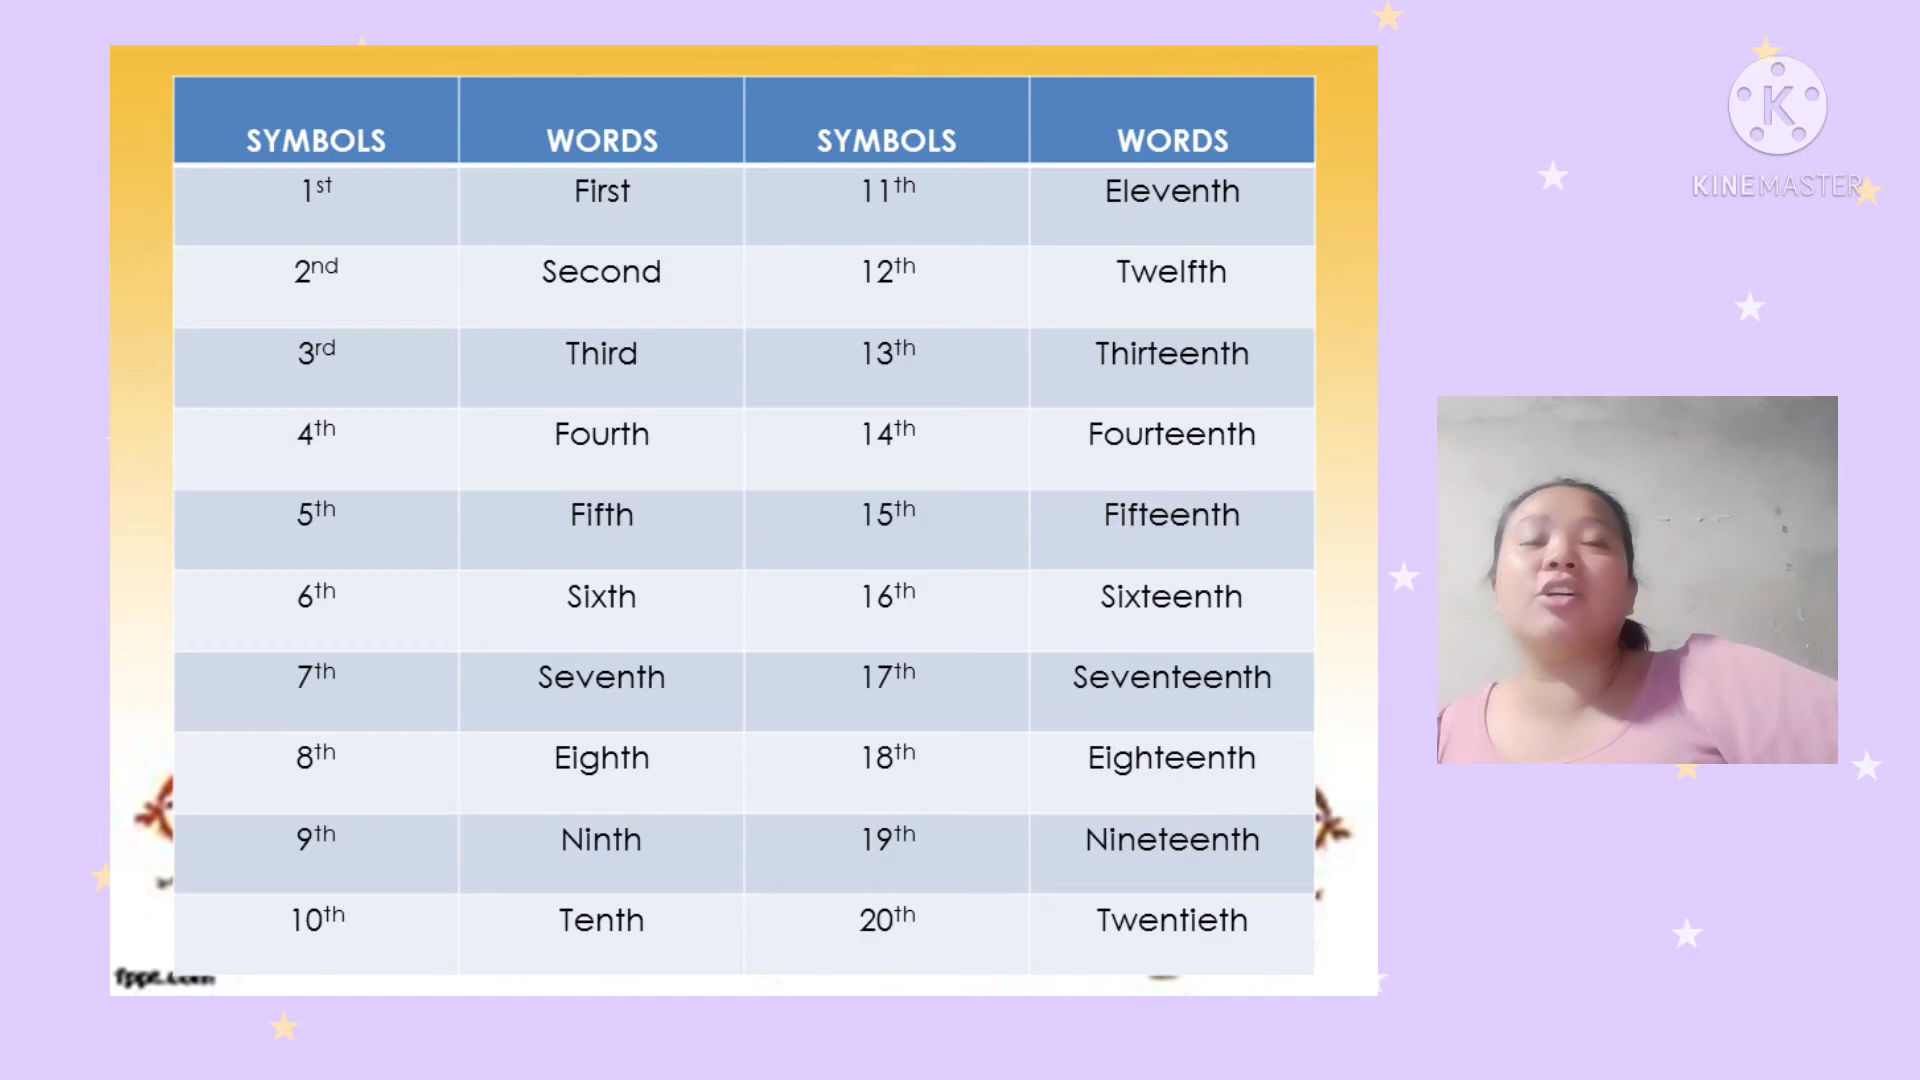 SYMBOLS WORDS SYMBOLS WORDS
1st First 11th Eleventh
2nd Second 12th Twelfth
3rd Third 13th Thirteenth
4th Fourth 14th Fourteenth
5th Fifth 15th Fifteenth
6th Sixth 16th Sixteenth
7th Seventh 17th Seventeenth
8th Eighth 18th Eighteenth
9th Ninth 19th Nineteenth
10th Tenth 20th Twentieth
fppt.com
K
KINEMASTER